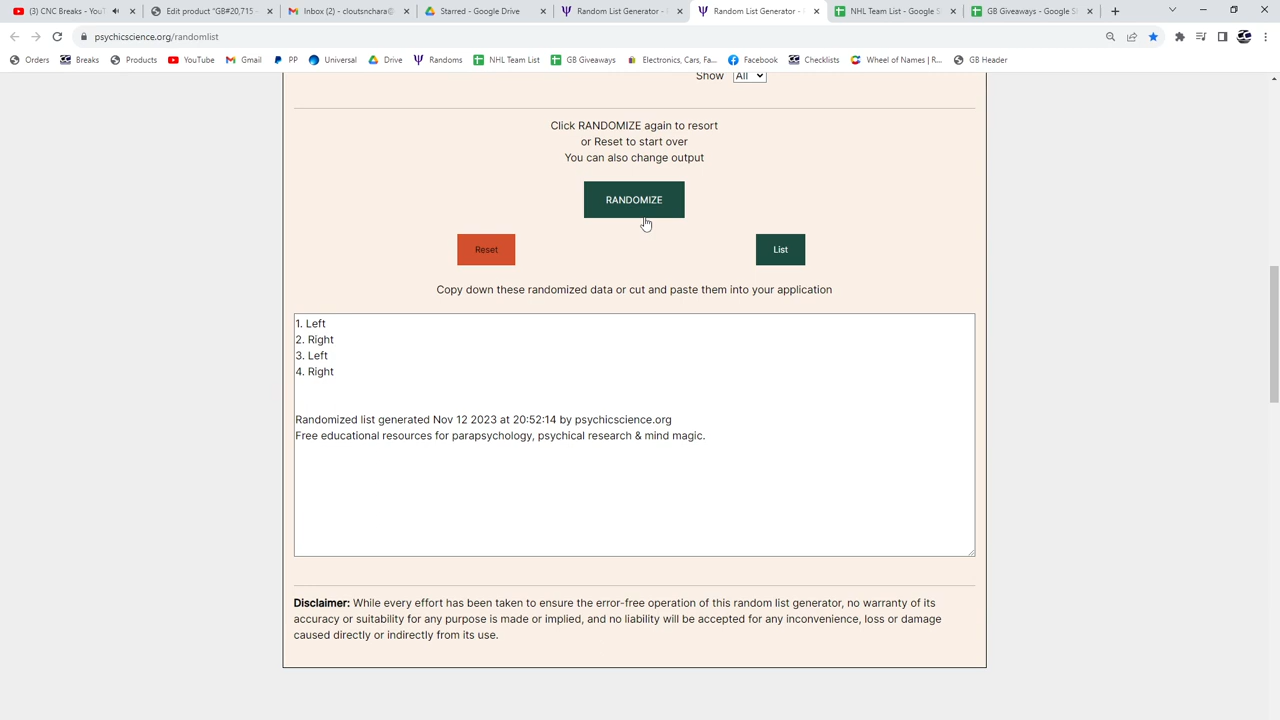 (3) CNC Breaks - YouT
Edit product "GB#20,715
Inbox (2) - cloutsnchara@
Starred - Google Drive
Random List Generator -
Random List Generator -
NHL Team List - Google S
GB Giveaways - Google Sh
psychicscience.org/randomlist
Orders
Breaks
Products
YouTube
Gmail
PP
Universal
Drive
Randoms
NHL Team List
GB Giveaways
Electronics, Cars, Fa...
Facebook
Checklists
Wheel of Names | R...
GB Header
Show All
Click RANDOMIZE again to resort
or Reset to start over
You can also change output
RANDOMIZE
Reset
List
Copy down these randomized data or cut and paste them into your application
1. Left
2. Right
3. Left
4. Right
Randomized list generated Nov 12 2023 at 20:52:14 by psychicscience.org
Free educational resources for parapsychology, psychical research & mind magic.
Disclaimer: While every effort has been taken to ensure the error-free operation of this random list generator, no warranty of its
accuracy or suitability for any purpose is made or implied, and no liability will be accepted for any inconvenience, loss or damage
caused directly or indirectly from its use.